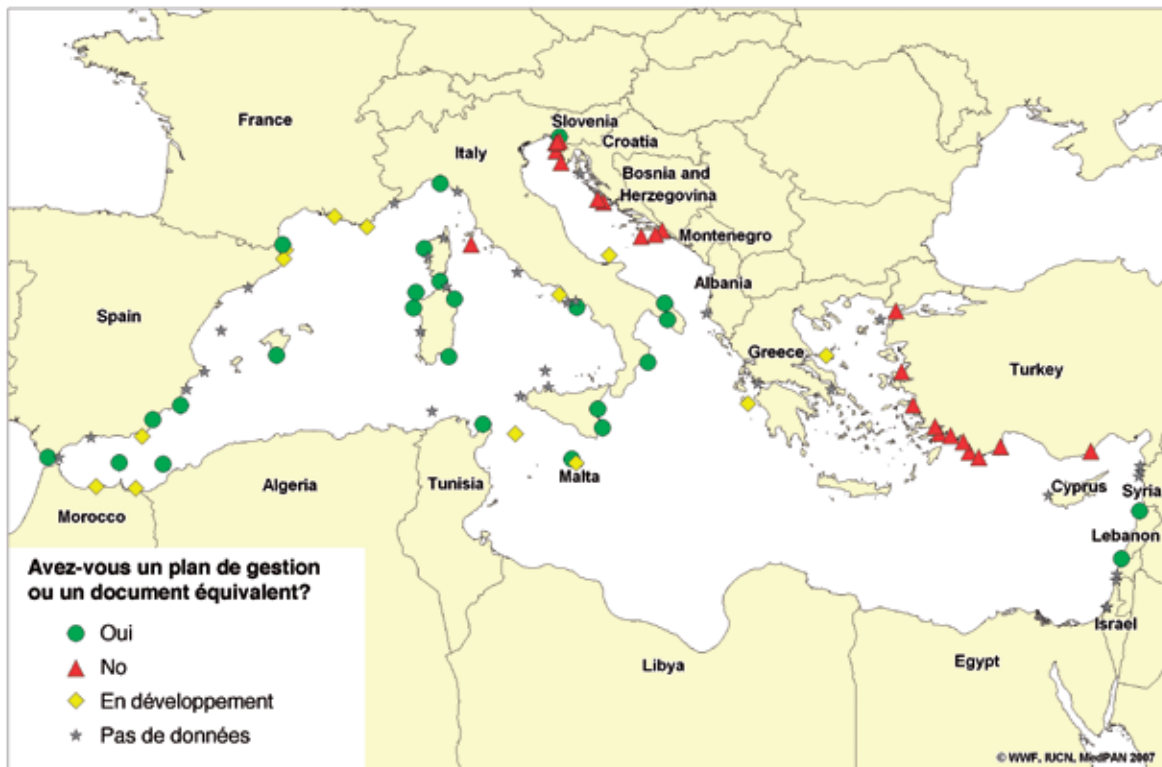 France
Slovenia
Croatia
Italy
Bosnia and
Herzegovina
Montenegro
Albania
Spain
Greece
Turkey
Algeria
Tunisia
Malta
Cyprus
Syria
Morocco
Lebanon
Israel
Libya
Egypt
Avez-vous un plan de gestion
ou un document équivalent?
Oui
No
En développement
Pas de données
© WWF, IUCN, MedPAN 2007